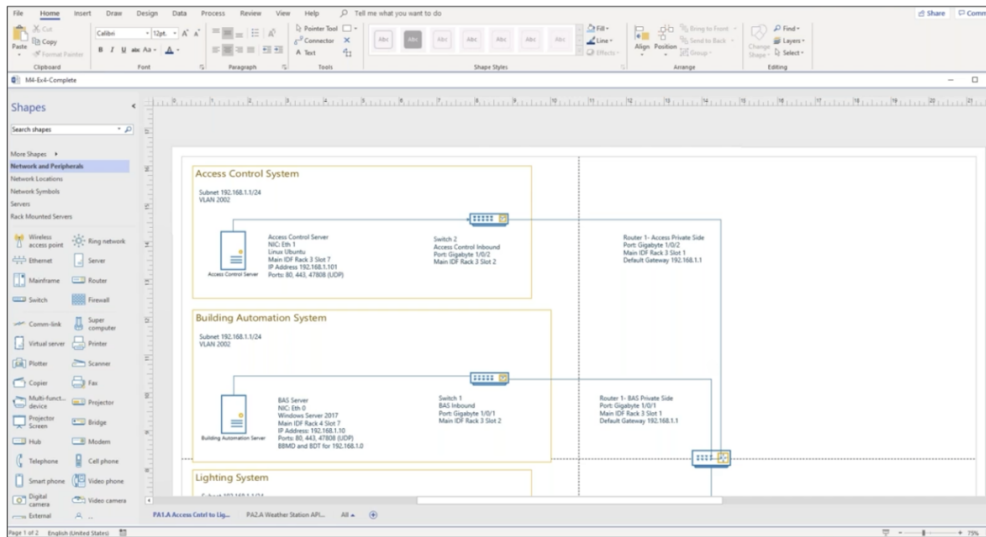 File Home Insert Draw Design Data Process Review View Help Tell me what you want to do Share Comm
Paste
Cut
Copy
Format Painter
Clipboard
Calibri 12pt.
B I U abc Aa A
Font
Paragraph
Pointer Tool
Connector
A Text
Tools
Abc Abc Abc Abc Abc Abc Abc
Shape Styles
Fill
Line
Effects
Align Position
Bring to Front
Send to Back
Group
Arrange
Change Shape
Find
Layers
Select
Editing
M4-Ex4-Complete
Shapes
Search shapes
More Shapes
Network and Peripherals
Network Locations
Network Symbols
Servers
Rack Mounted Servers
Wireless access point Ring network
Ethernet Server
Mainframe Router
Switch Firewall
Comm-link Super computer
Virtual server Printer
Plotter Scanner
Copier Fax
Multi-funct... device Projector
Projector Screen Bridge
Hub Modem
Telephone Cell phone
Smart phone Video phone
Digital camera Video camera
External ...
Access Control System
Subnet 192.168.1.1/24
VLAN 2002
Access Control Server
Access Control Server
NIC: Eth 1
Linus Ubuntu
Main IDF Rack 3 Slot 7
IP Address 192.168.1.101
Ports: 80, 443, 47808 (UDP)
Switch 2
Access Control Inbound
Port: Gigabyte 1/0/2
Main IDF Rack 3 Slot 2
Router 1- Access Private Side
Port: Gigabyte 1/0/2
Main IDF Rack 3 Slot 1
Default Gateway 192.168.1.1
Building Automation System
Subnet 192.168.1.1/24
VLAN 2002
Building Automation Server
BAS Server
NIC: Eth 0
Windows Server 2017
Main IDF Rack 4 Slot 7
IP Address: 192.168.1.10
Ports: 80, 443, 47808 (UDP)
BBMD and BDT for 192.168.1.0
Switch 1
BAS Inbound
Port: Gigabyte 1/0/1
Main IDF Rack 3 Slot 2
Router 1- BAS Private Side
Port: Gigabyte 1/0/1
Main IDF Rack 3 Slot 1
Default Gateway 192.168.1.1
Lighting System
PA1.A Access Cntrl to Lig... PA2.A Weather Station API... All
Page 1 of 2 English (United States) 79%